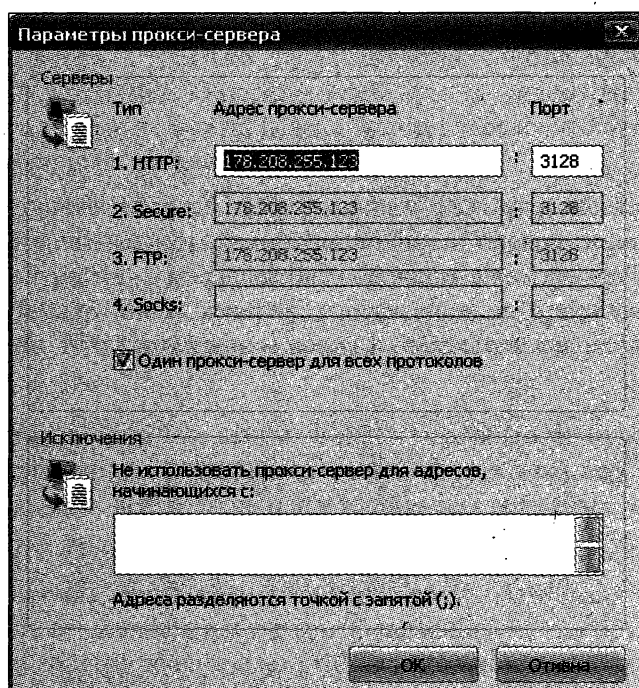 Параметры прокси-сервера
Серверы
Тип Адрес прокси-сервера Порт
1. HTTP: 178.208.255.123 : 3128
2. Secure: 178.208.255.123 : 3128
3. FTP: 178.208.255.123 : 3128
4. Socks: :
Один прокси-сервер для всех протоколов
Исключения
Не использовать прокси-сервер для адресов,
начинающихся с:
Адреса разделяются точкой с запятой (;).
ОК Отмена